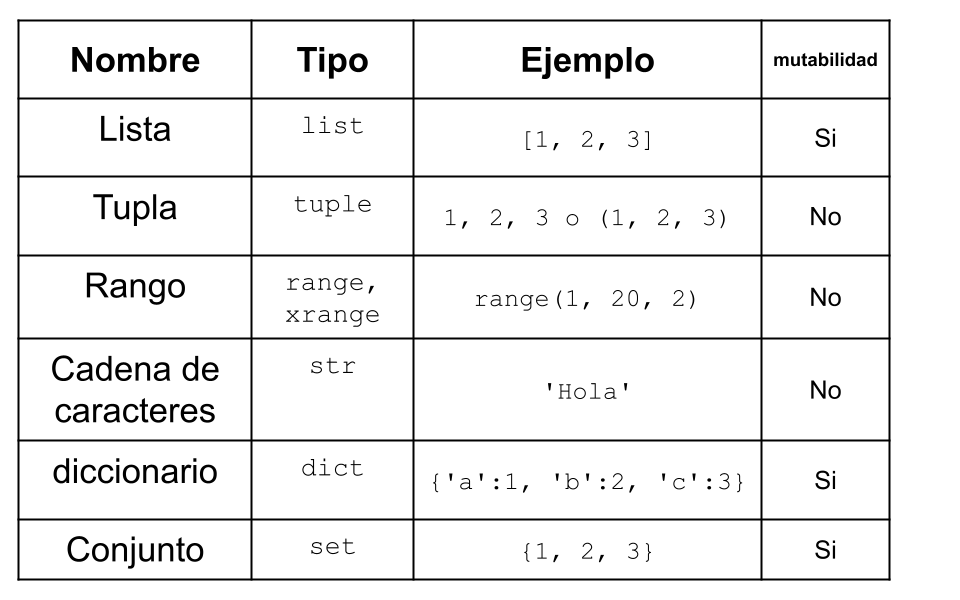 Nombre Tipo Ejemplo mutabilidad
Lista list [1, 2, 3] Si
Tupla tuple 1, 2, 3 o (1, 2, 3) No
Rango range, xrange range(1, 20, 2) No
Cadena de caracteres str 'Hola' No
diccionario dict {'a':1, 'b':2, 'c':3} Si
Conjunto set {1, 2, 3} Si